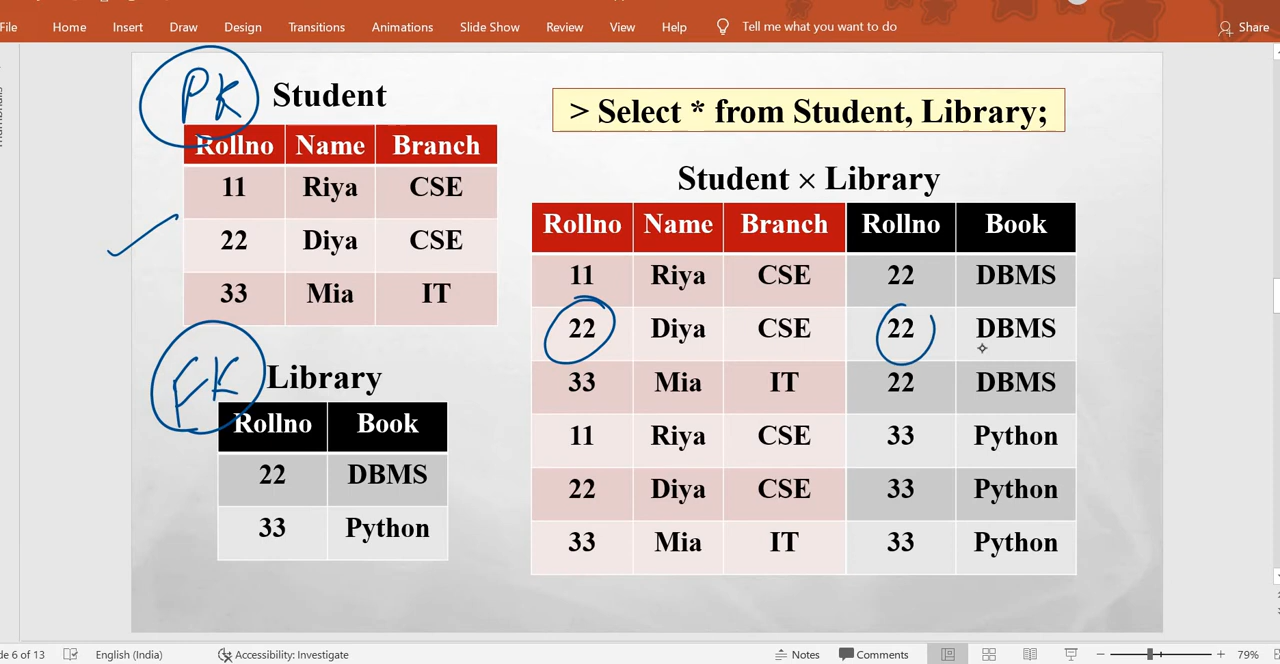 File Home Insert Draw Design Transitions Animations Slide Show Review View Help Tell me what you want to do Share
PK
Student
Rollno Name Branch
11 Riya CSE
22 Diya CSE
33 Mia IT
FK
Library
Rollno Book
22 DBMS
33 Python
> Select * from Student, Library;
Student × Library
Rollno Name Branch Rollno Book
11 Riya CSE 22 DBMS
22 Diya CSE 22 DBMS
33 Mia IT 22 DBMS
11 Riya CSE 33 Python
22 Diya CSE 33 Python
33 Mia IT 33 Python
de 6 of 13 English (India) Accessibility: Investigate Notes Comments 79%